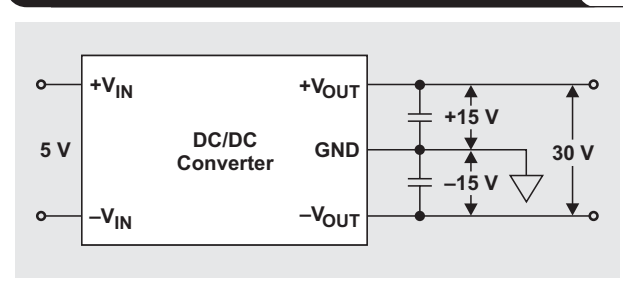 +VIN
+VOUT
+15 V
5 V
DC/DC
Converter
GND
30 V
–15 V
–VIN
–VOUT